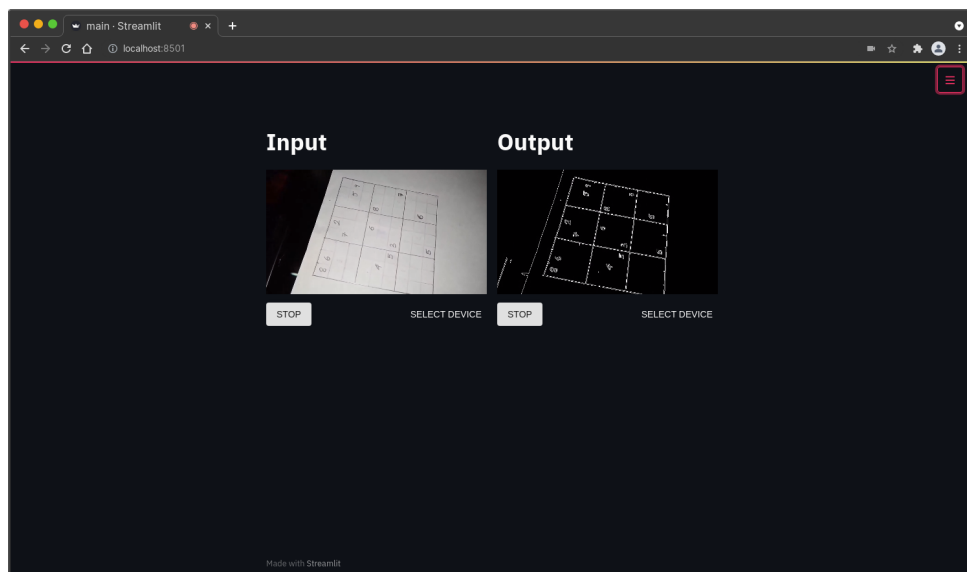 main · Streamlit
localhost:8501
Input
Output
STOP
SELECT DEVICE
STOP
SELECT DEVICE
Made with Streamlit